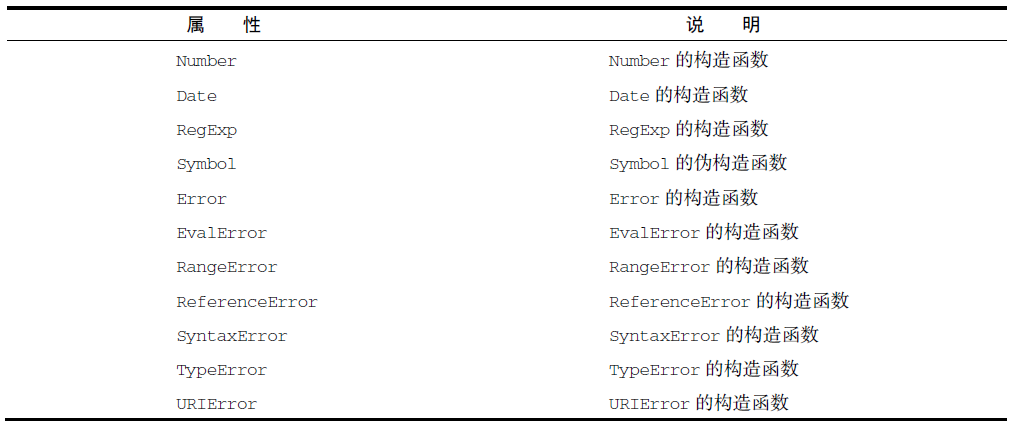 属 性 说 明
Number Number 的构造函数
Date Date 的构造函数
RegExp RegExp 的构造函数
Symbol Symbol 的伪构造函数
Error Error 的构造函数
EvalError EvalError 的构造函数
RangeError RangeError 的构造函数
ReferenceError ReferenceError 的构造函数
SyntaxError SyntaxError 的构造函数
TypeError TypeError 的构造函数
URIError URIError 的构造函数